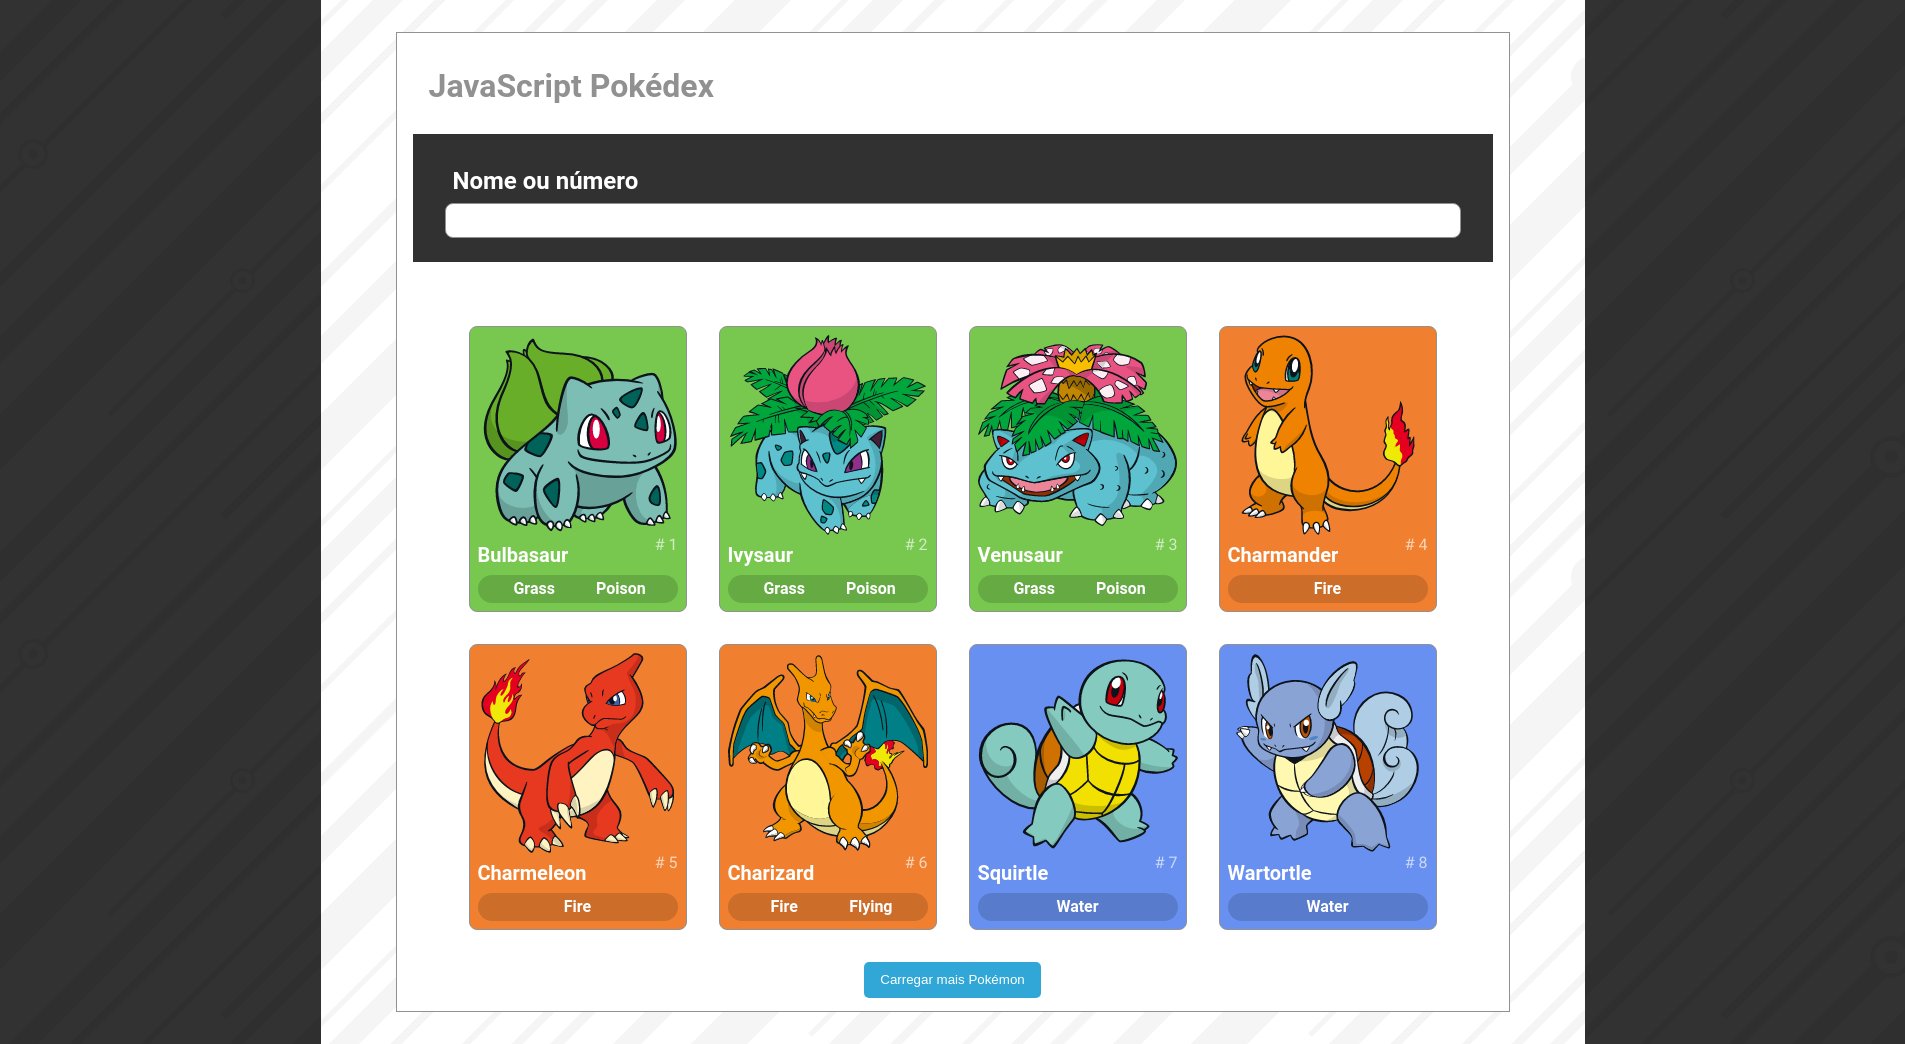 JavaScript Pokédex
Nome ou número
# 1
Bulbasaur
Grass Poison
# 2
Ivysaur
Grass Poison
# 3
Venusaur
Grass Poison
# 4
Charmander
Fire
# 5
Charmeleon
Fire
# 6
Charizard
Fire Flying
# 7
Squirtle
Water
# 8
Wartortle
Water
Carregar mais Pokémon